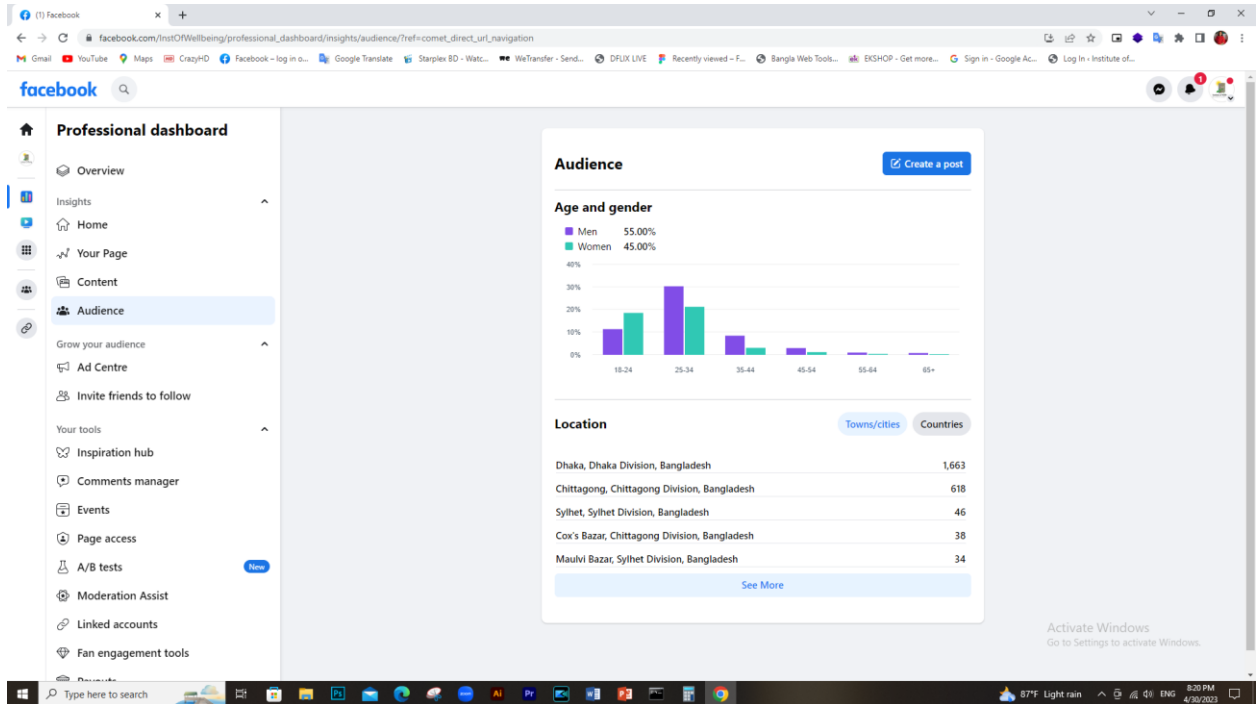 (1) Facebook
facebook.com/InstOfWellbeing/professional_dashboard/insights/audience/?ref=comet_direct_url_navigation
Gmail YouTube Maps CrazyHD Facebook – log in o... Google Translate Starplex BD - Watc... WeTransfer - Send... DFLIX LIVE Recently viewed – F... Bangla Web Tools... EKSHOP - Get more... Sign in - Google Ac... Log In ‹ Institute of...
facebook
1
Professional dashboard
Overview
Insights
Home
Your Page
Content
Audience
Grow your audience
Ad Centre
Invite friends to follow
Your tools
Inspiration hub
Comments manager
Events
Page access
A/B tests New
Moderation Assist
Linked accounts
Fan engagement tools
Audience
Create a post
Age and gender
Men 55.00%
Women 45.00%
40%
30%
20%
10%
0%
18-24 25-34 35-44 45-54 55-64 65+
Location Towns/cities Countries
Dhaka, Dhaka Division, Bangladesh 1,663
Chittagong, Chittagong Division, Bangladesh 618
Sylhet, Sylhet Division, Bangladesh 46
Cox's Bazar, Chittagong Division, Bangladesh 38
Maulvi Bazar, Sylhet Division, Bangladesh 34
See More
Activate Windows
Go to Settings to activate Windows.
Type here to search
Ps
zoom
Ai
Pr
87°F Light rain
ENG
8:20 PM
4/30/2023